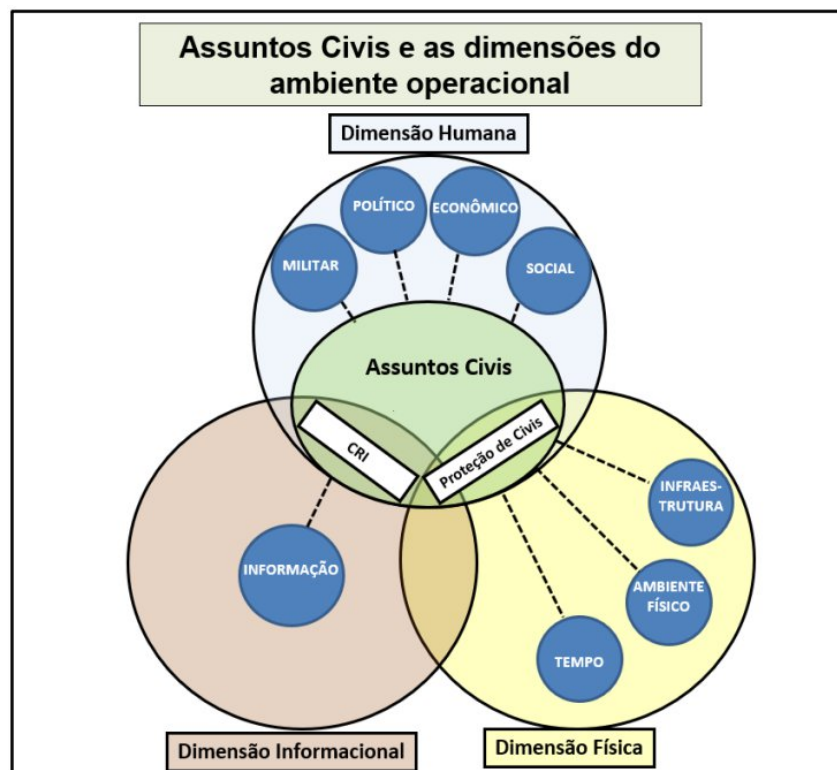 Assuntos Civis e as dimensões do
ambiente operacional
Dimensão Humana
POLÍTICO
ECONÔMICO
MILITAR
SOCIAL
Assuntos Civis
CRI
Proteção de Civis
INFRAES-
TRUTURA
INFORMAÇÃO
AMBIENTE
FÍSICO
TEMPO
Dimensão Informacional
Dimensão Física